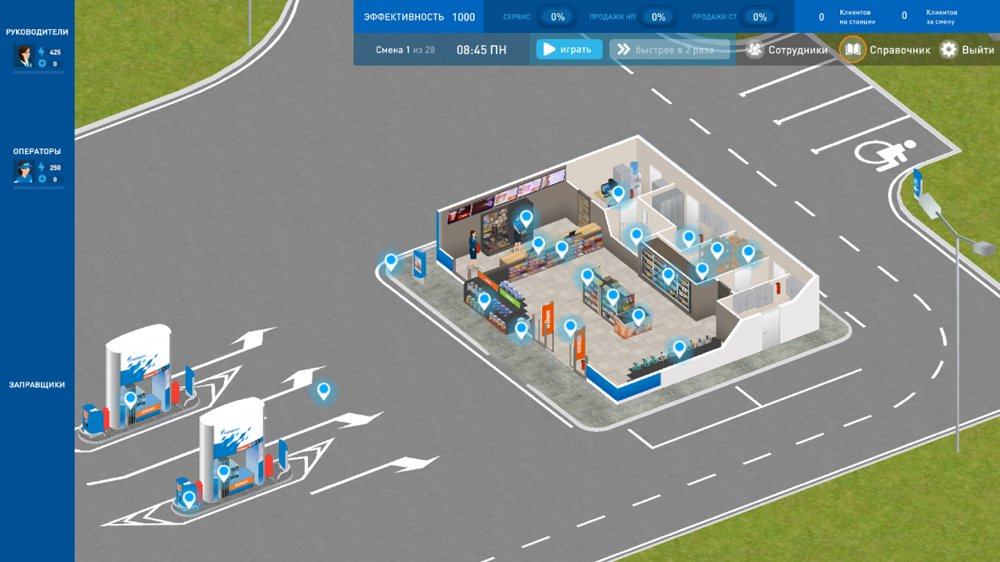 ЭФФЕКТИВНОСТЬ 1000
СЕРВИС 0%
ПРОДАЖИ НП 0%
ПРОДАЖИ СТ 0%
0 Клиентов
на станции
0 Клиентов
за смену
Смена 1 из 28
08:45 ПН
играть
быстрее в 2 раза
Сотрудники
Справочник
Выйти
РУКОВОДИТЕЛИ
425
0
ОПЕРАТОРЫ
250
0
ЗАПРАВЩИКИ